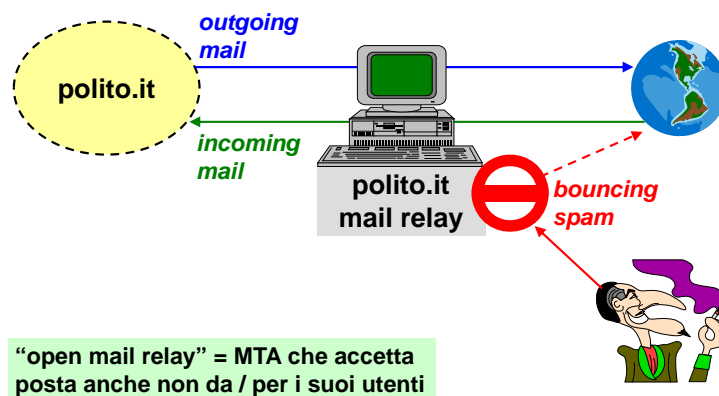 outgoing
mail
polito.it
incoming
mail
polito.it
mail relay
bouncing
spam
“open mail relay” = MTA che accetta
posta anche non da / per i suoi utenti